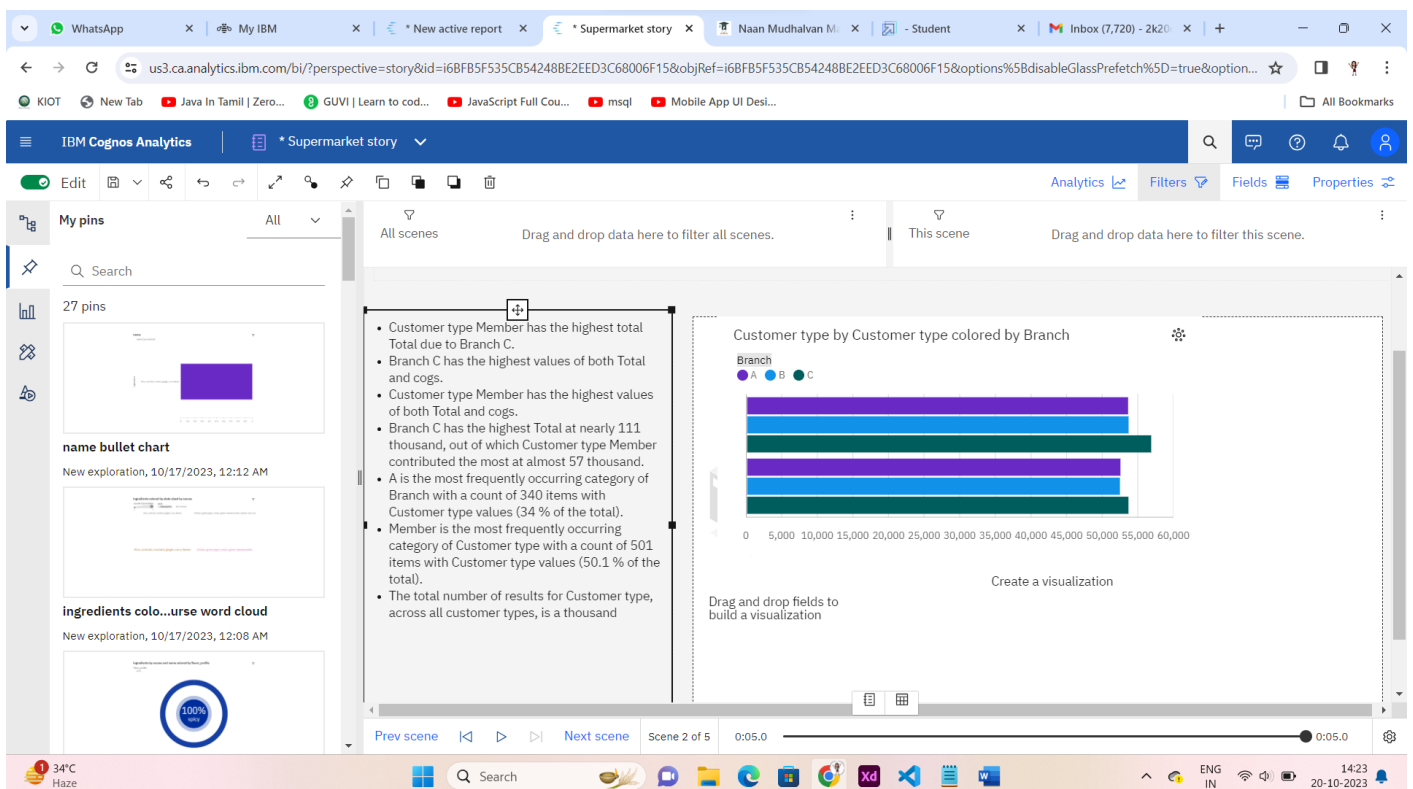 WhatsApp
My IBM
* New active report
* Supermarket story
Naan Mudhalvan Ma
- Student
Inbox (7,720) - 2k20
us3.ca.analytics.ibm.com/bi/?perspective=story&id=i6BFB5F535CB54248BE2EED3C68006F15&objRef=i6BFB5F535CB54248BE2EED3C68006F15&options%5BdisableGlassPrefetch%5D=true&option...
KIOT
New Tab
Java In Tamil | Zero...
GUVI | Learn to cod...
JavaScript Full Cou...
msql
Mobile App UI Desi...
All Bookmarks
IBM Cognos Analytics
* Supermarket story
Edit
Analytics
Filters
Fields
Properties
My pins
All
Search
27 pins
name bullet chart
New exploration, 10/17/2023, 12:12 AM
ingredients colo...urse word cloud
New exploration, 10/17/2023, 12:08 AM
100%
spicy
All scenes
Drag and drop data here to filter all scenes.
This scene
Drag and drop data here to filter this scene.
• Customer type Member has the highest total
Total due to Branch C.
• Branch C has the highest values of both Total
and cogs.
• Customer type Member has the highest values
of both Total and cogs.
• Branch C has the highest Total at nearly 111
thousand, out of which Customer type Member
contributed the most at almost 57 thousand.
• A is the most frequently occurring category of
Branch with a count of 340 items with
Customer type values (34 % of the total).
• Member is the most frequently occurring
category of Customer type with a count of 501
items with Customer type values (50.1 % of the
total).
• The total number of results for Customer type,
across all customer types, is a thousand
Customer type by Customer type colored by Branch
Branch
A B C
0 5,000 10,000 15,000 20,000 25,000 30,000 35,000 40,000 45,000 50,000 55,000 60,000
Create a visualization
Drag and drop fields to
build a visualization
Prev scene
Next scene
Scene 2 of 5
0:05.0
0:05.0
1
34°C
Haze
Search
Xd
ENG
IN
14:23
20-10-2023